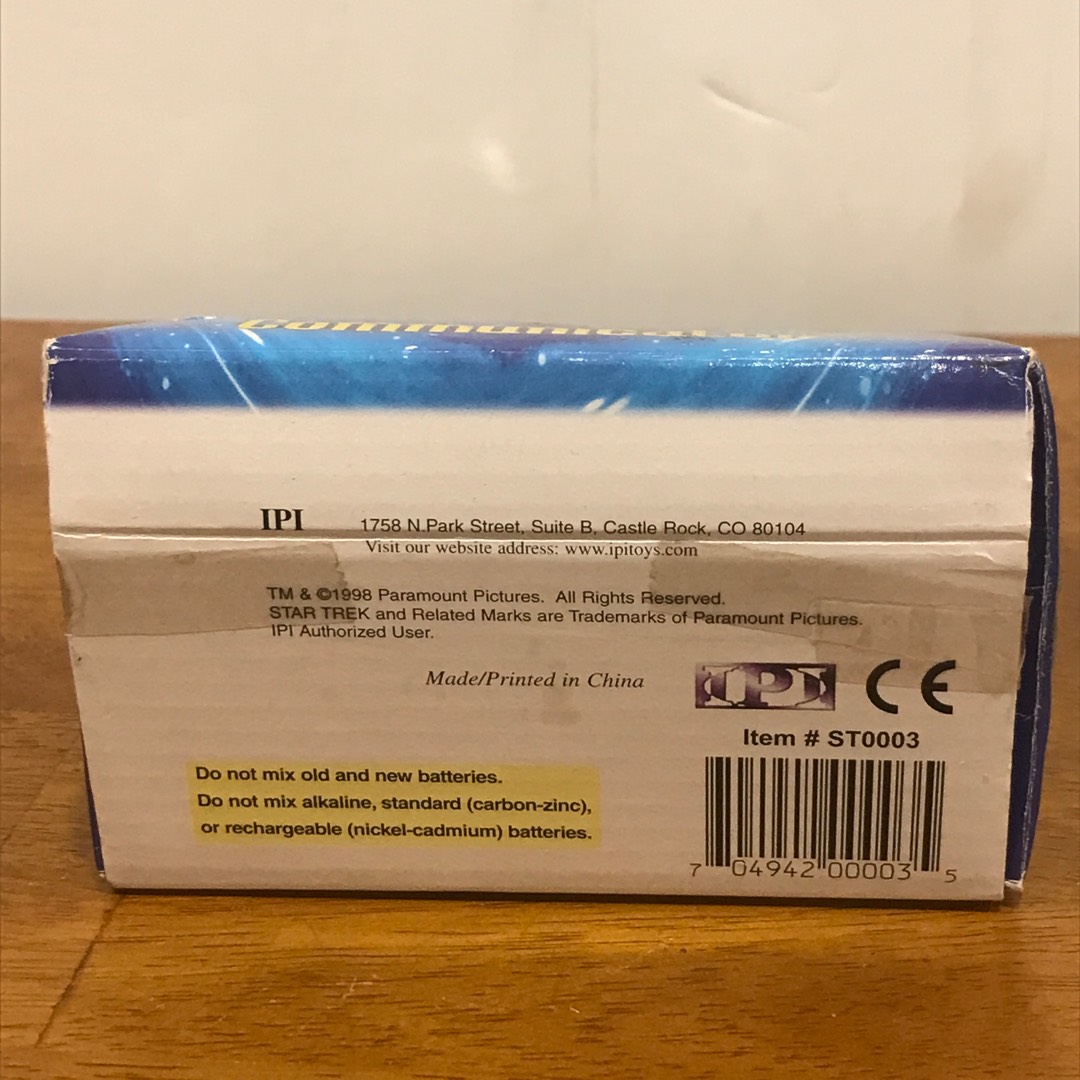 IPI
1758 N.Park Street, Suite B, Castle Rock, CO 80104
Visit our website address: www.ipitoys.com
TM & ©1998 Paramount Pictures. All Rights Reserved.
STAR TREK and Related Marks are Trademarks of Paramount Pictures.
IPI Authorized User.
Made/Printed in China
IPI CE
Item # ST0003
Do not mix old and new batteries.
Do not mix alkaline, standard (carbon-zinc),
or rechargeable (nickel-cadmium) batteries.
7 04942 00003 5